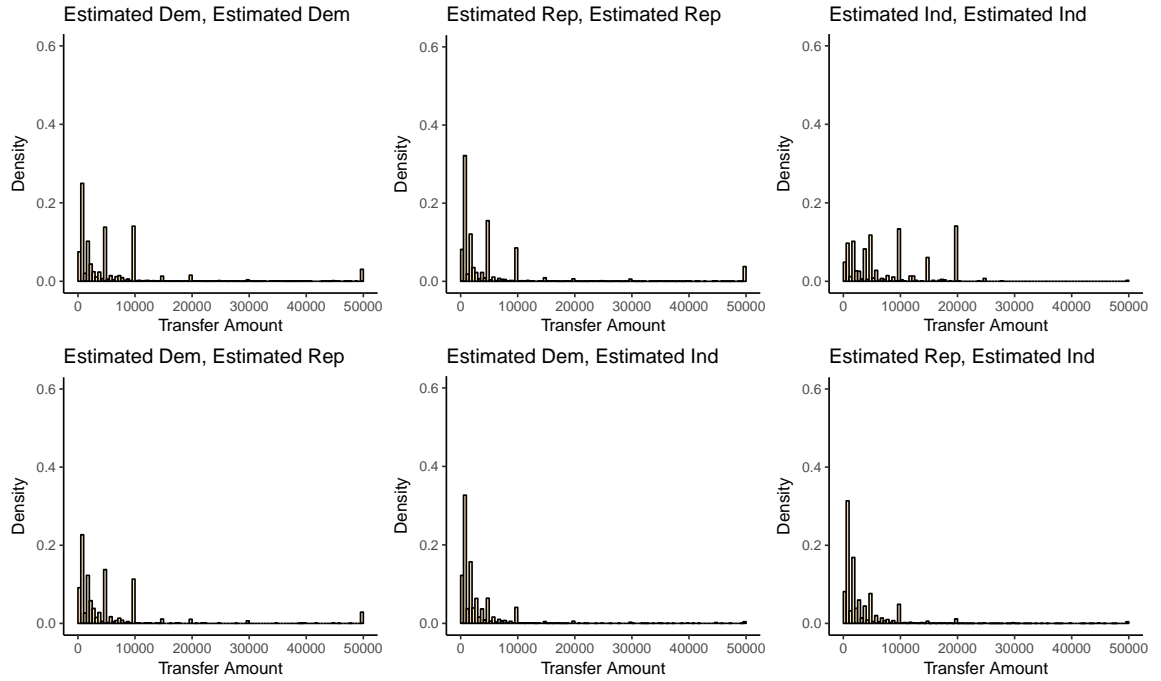 Estimated Dem, Estimated Dem
0.6
0.4
0.2
0.0
Density
0 10000 20000 30000 40000 50000
Transfer Amount
Estimated Rep, Estimated Rep
0.6
0.4
0.2
0.0
Density
0 10000 20000 30000 40000 50000
Transfer Amount
Estimated Ind, Estimated Ind
0.6
0.4
0.2
0.0
Density
0 10000 20000 30000 40000 50000
Transfer Amount
Estimated Dem, Estimated Rep
0.6
0.4
0.2
0.0
Density
0 10000 20000 30000 40000 50000
Transfer Amount
Estimated Dem, Estimated Ind
0.6
0.4
0.2
0.0
Density
0 10000 20000 30000 40000 50000
Transfer Amount
Estimated Rep, Estimated Ind
0.6
0.4
0.2
0.0
Density
0 10000 20000 30000 40000 50000
Transfer Amount